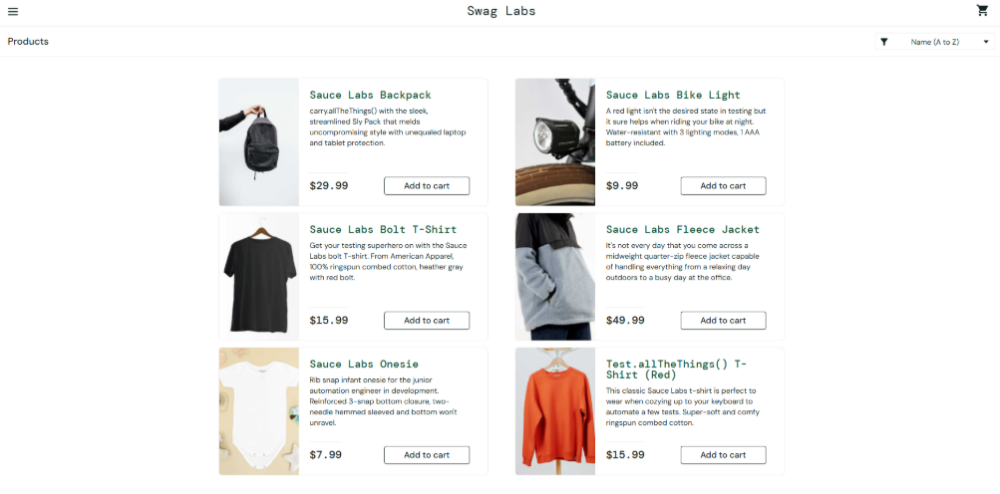 Swag Labs
Products
Name (A to Z)
Sauce Labs Backpack
carry.allTheThings() with the sleek,
streamlined Sly Pack that melds
uncompromising style with unequaled laptop
and tablet protection.
$29.99
Add to cart
Sauce Labs Bike Light
A red light isn't the desired state in testing but
it sure helps when riding your bike at night.
Water-resistant with 3 lighting modes, 1 AAA
battery included.
$9.99
Add to cart
Sauce Labs Bolt T-Shirt
Get your testing superhero on with the Sauce
Labs bolt T-shirt. From American Apparel,
100% ringspun combed cotton, heather gray
with red bolt.
$15.99
Add to cart
Sauce Labs Fleece Jacket
It's not every day that you come across a
midweight quarter-zip fleece jacket capable
of handling everything from a relaxing day
outdoors to a busy day at the office.
$49.99
Add to cart
Sauce Labs Onesie
Rib snap infant onesie for the junior
automation engineer in development.
Reinforced 3-snap bottom closure, two-
needle hemmed sleeved and bottom won't
unravel.
$7.99
Add to cart
Test.allTheThings() T-
Shirt (Red)
This classic Sauce Labs t-shirt is perfect to
wear when cozying up to your keyboard to
automate a few tests. Super-soft and comfy
ringspun combed cotton.
$15.99
Add to cart